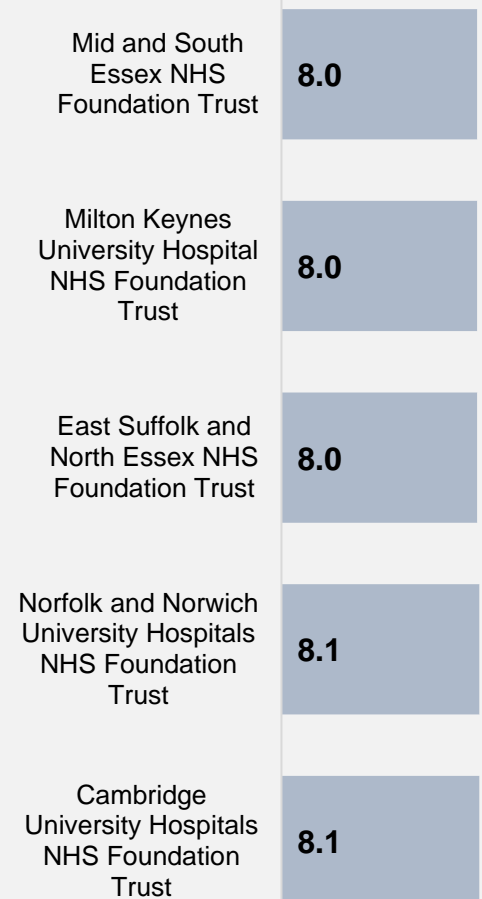 Mid and South
Essex NHS
Foundation Trust
8.0
Milton Keynes
University Hospital
NHS Foundation
Trust
8.0
East Suffolk and
North Essex NHS
Foundation Trust
8.0
Norfolk and Norwich
University Hospitals
NHS Foundation
Trust
8.1
Cambridge
University Hospitals
NHS Foundation
Trust
8.1